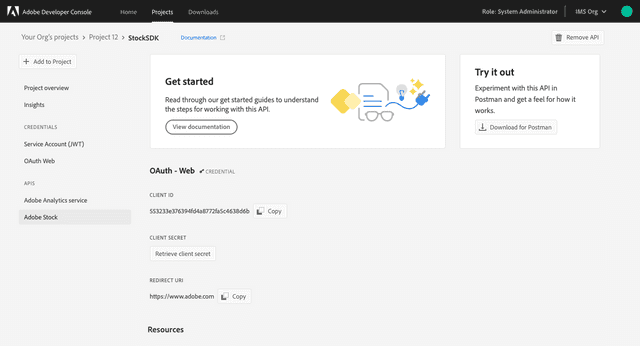 Adobe Developer Console
Home
Projects
Downloads
Role: System Administrator
IMS Org
Your Org's projects > Project 12 > StockSDK
Documentation
Remove API
+ Add to Project
Project overview
Insights
CREDENTIALS
Service Account (JWT)
OAuth Web
APIS
Adobe Analytics service
Adobe Stock
Get started
Read through our get started guides to understand
the steps for working with this API.
View documentation
Try it out
Experiment with this API in
Postman and get a feel for how it
works.
Download for Postman
OAuth - Web
CREDENTIAL
CLIENT ID
553233e376394fd4a8772fa5c4638d6b
Copy
CLIENT SECRET
Retrieve client secret
REDIRECT URI
https://www.adobe.com
Copy
Resources